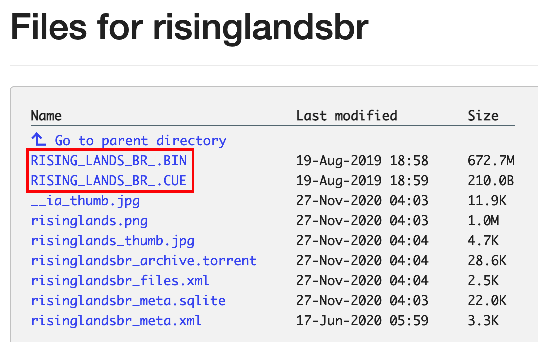 Files for risinglandsbr
Name Last modified Size
Go to parent directory
RISING_LANDS_BR_.BIN 19-Aug-2019 18:58 672.7M
RISING_LANDS_BR_.CUE 19-Aug-2019 18:59 210.0B
__ia_thumb.jpg 27-Nov-2020 04:03 11.9K
risinglands.png 27-Nov-2020 04:03 1.0M
risinglands_thumb.jpg 27-Nov-2020 04:04 4.7K
risinglandsbr_archive.torrent 27-Nov-2020 04:04 28.6K
risinglandsbr_files.xml 27-Nov-2020 04:04 2.5K
risinglandsbr_meta.sqlite 27-Nov-2020 04:03 22.0K
risinglandsbr_meta.xml 17-Jun-2020 05:59 3.3K